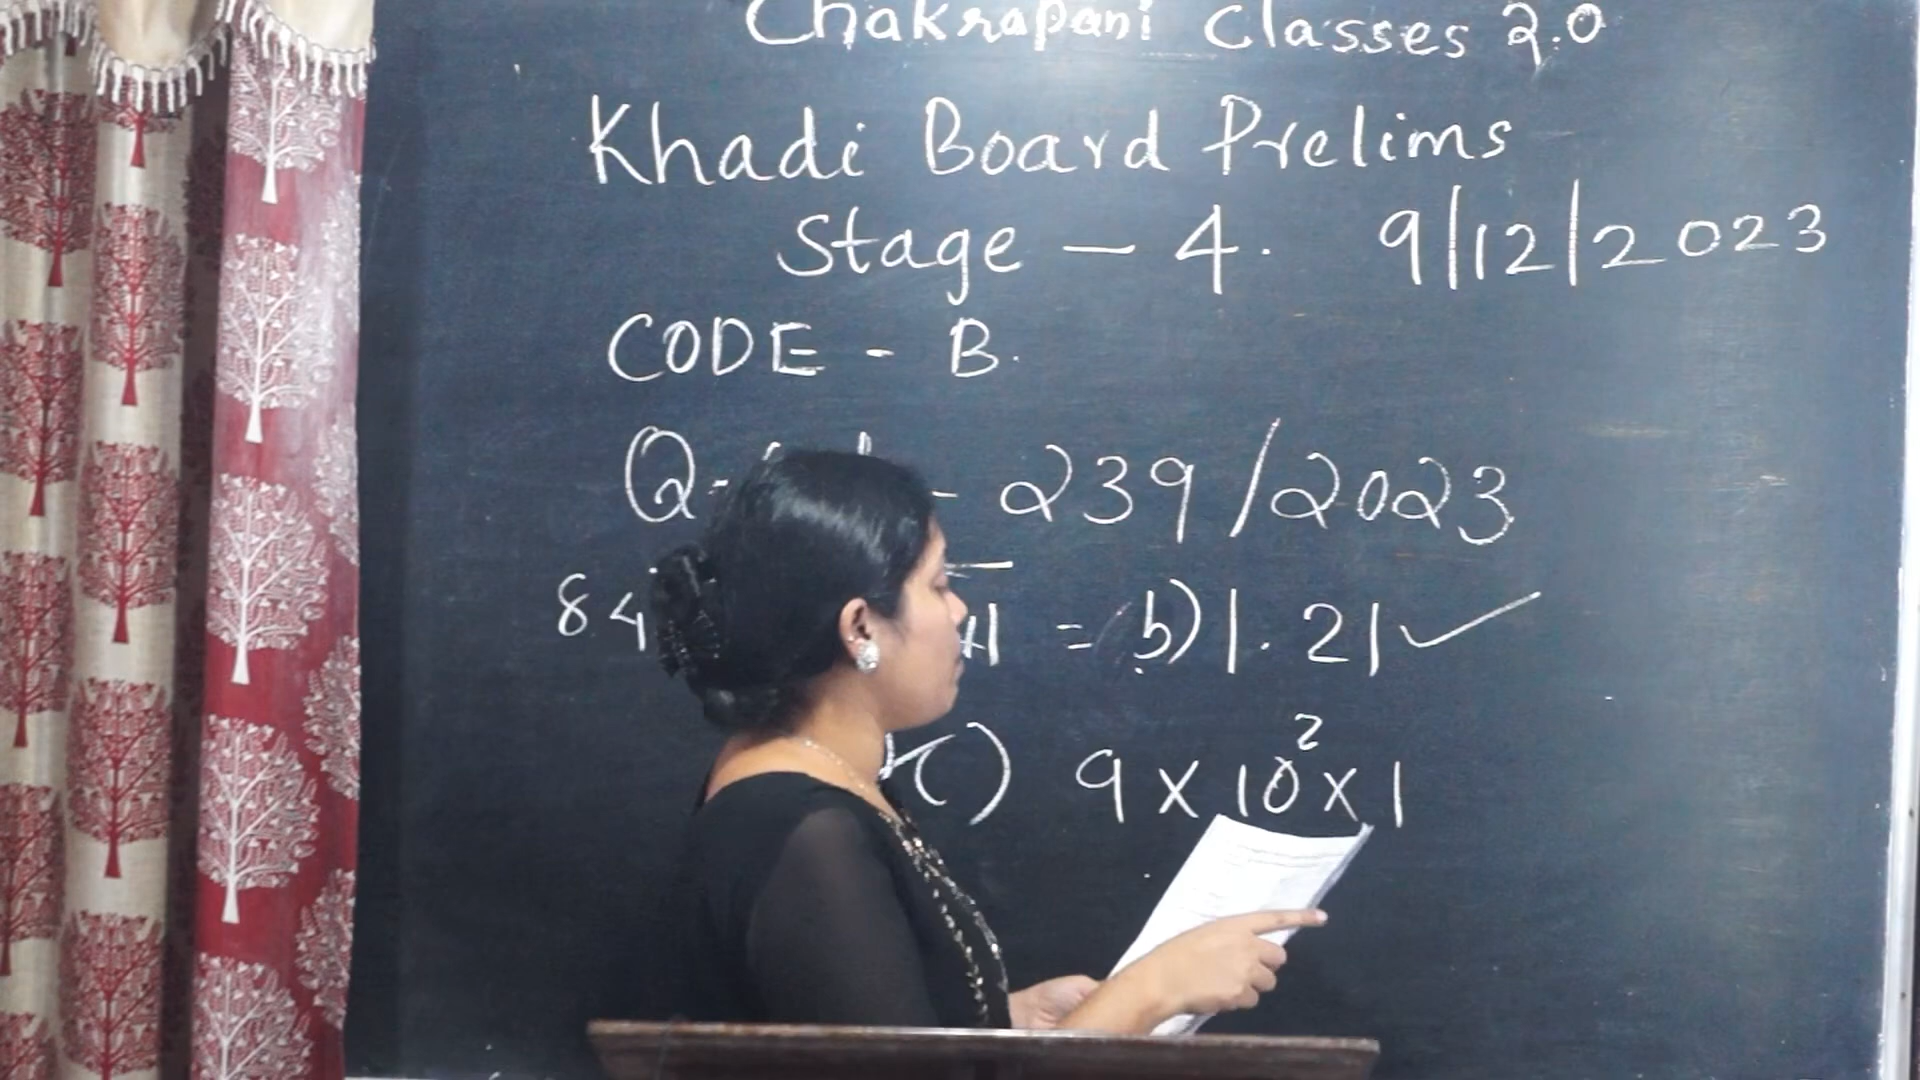 Chakrapani Classes 2.0
Khadi Board Prelims
Stage - 4. 9/12/2023
CODE - B.
Q - 239/2023
84 = b) 1.21 ✓
c) 9 x 10² x 1